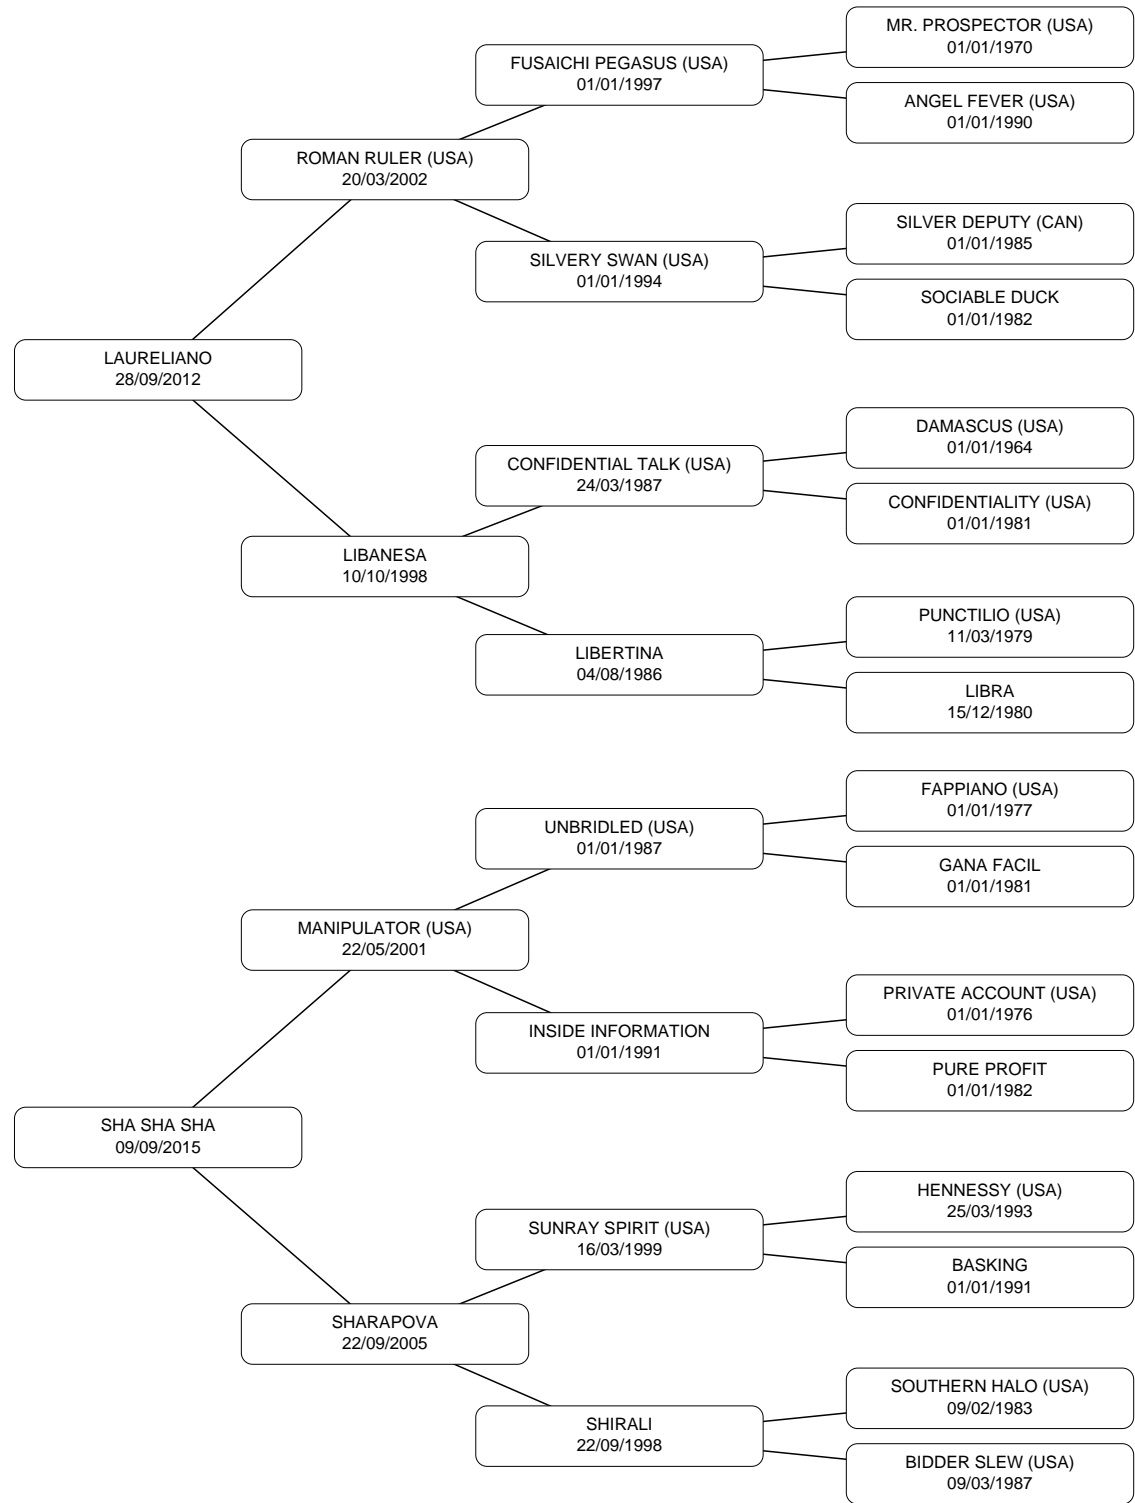 MR. PROSPECTOR (USA)
01/01/1970
FUSAICHI PEGASUS (USA)
01/01/1997
ANGEL FEVER (USA)
01/01/1990
ROMAN RULER (USA)
20/03/2002
SILVER DEPUTY (CAN)
01/01/1985
SILVERY SWAN (USA)
01/01/1994
SOCIABLE DUCK
01/01/1982
LAURELIANO
28/09/2012
DAMASCUS (USA)
01/01/1964
CONFIDENTIAL TALK (USA)
24/03/1987
CONFIDENTIALITY (USA)
01/01/1981
LIBANESA
10/10/1998
PUNCTILIO (USA)
11/03/1979
LIBERTINA
04/08/1986
LIBRA
15/12/1980
FAPPIANO (USA)
01/01/1977
UNBRIDLED (USA)
01/01/1987
GANA FACIL
01/01/1981
MANIPULATOR (USA)
22/05/2001
PRIVATE ACCOUNT (USA)
01/01/1976
INSIDE INFORMATION
01/01/1991
PURE PROFIT
01/01/1982
SHA SHA SHA
09/09/2015
HENNESSY (USA)
25/03/1993
SUNRAY SPIRIT (USA)
16/03/1999
BASKING
01/01/1991
SHARAPOVA
22/09/2005
SOUTHERN HALO (USA)
09/02/1983
SHIRALI
22/09/1998
BIDDER SLEW (USA)
09/03/1987